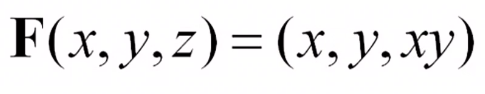 F(x, y, z) = (x, y, xy)